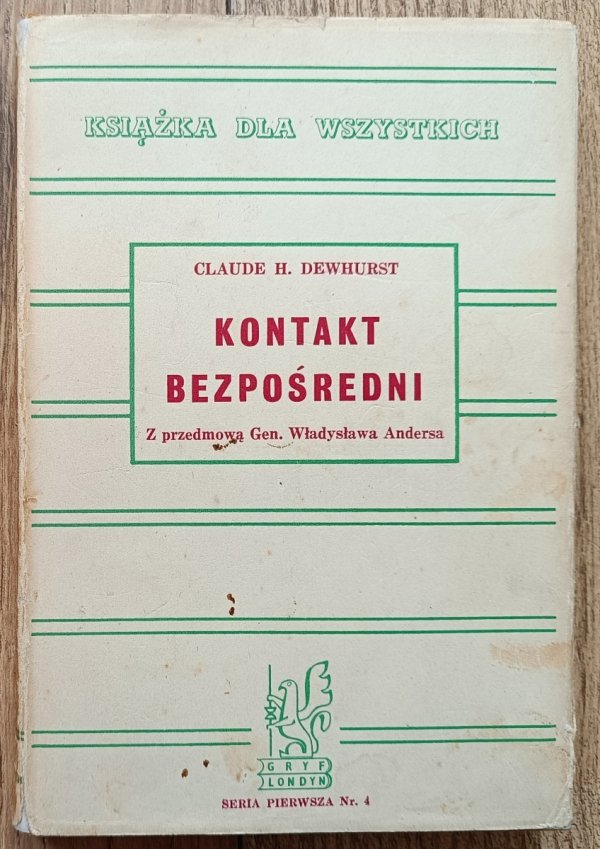 KSIĄŻKA DLA WSZYSTKICH
CLAUDE H. DEWHURST
KONTAKT
BEZPOŚREDNI
Z przedmową Gen. Władysława Andersa
GRYF
LONDYN
SERIA PIERWSZA Nr. 4